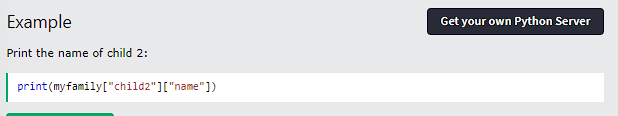 Example
Get your own Python Server
Print the name of child 2:
print(myfamily["child2"]["name"])